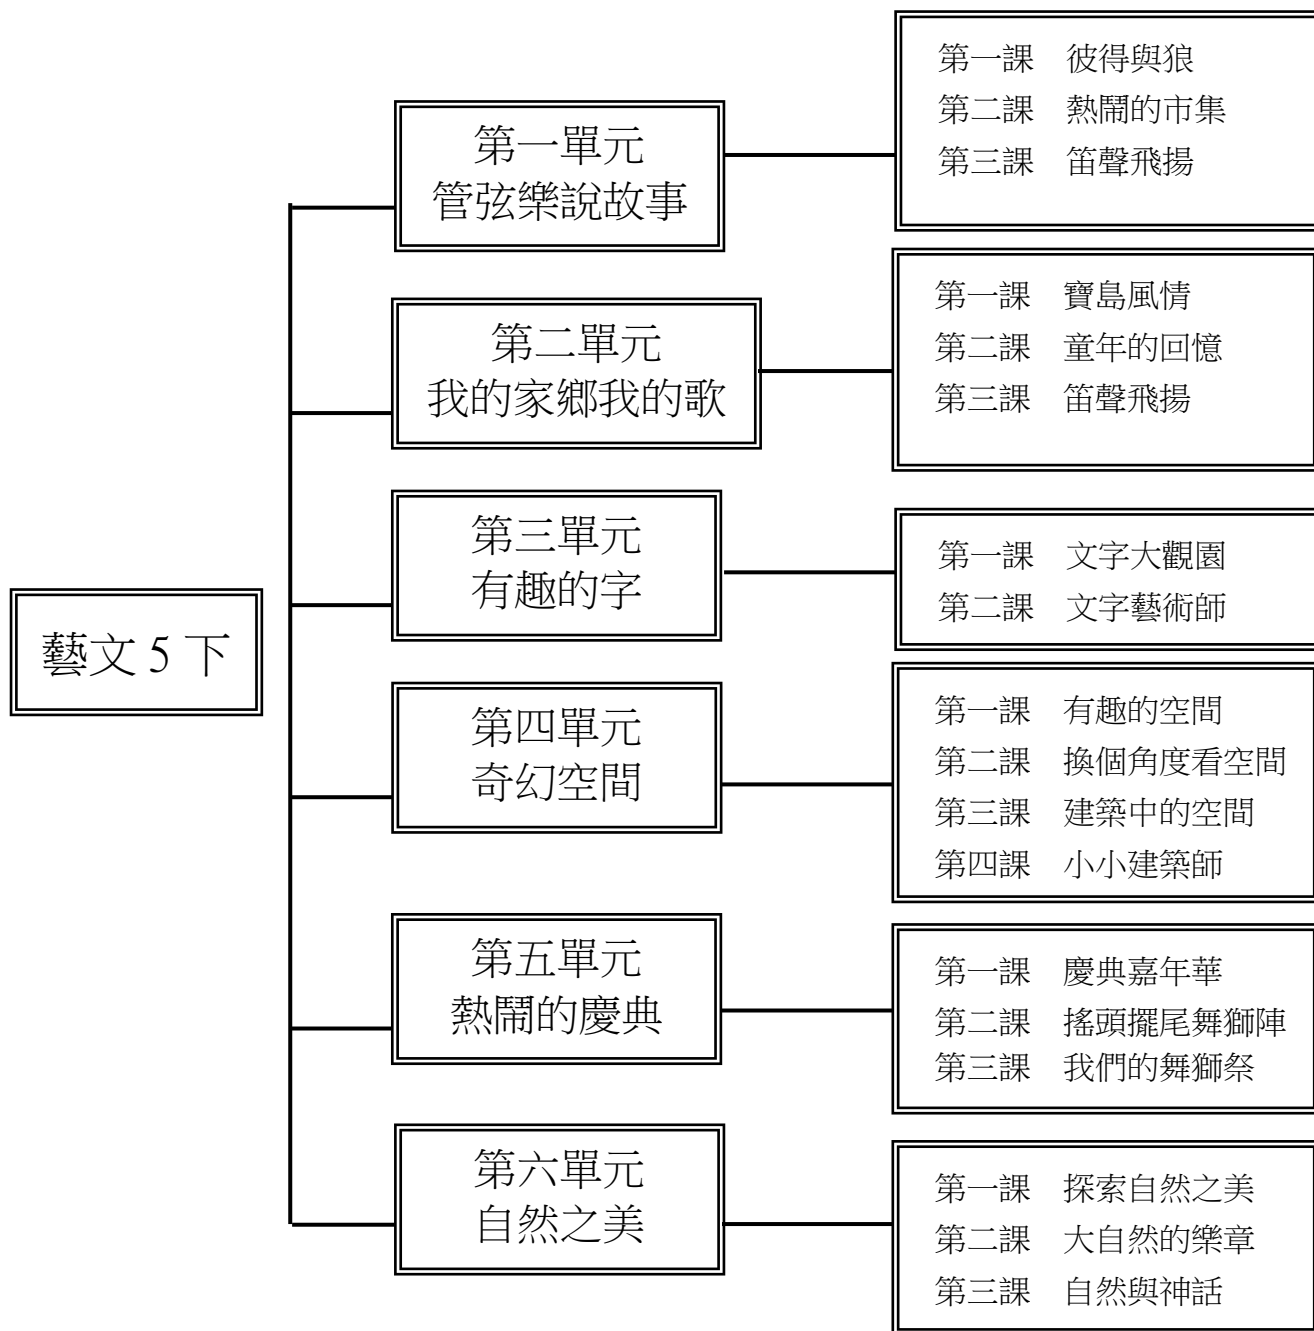 藝文 5 下
第一單元
管弦樂說故事
第一課　彼得與狼
第二課　熱鬧的市集
第三課　笛聲飛揚
第二單元
我的家鄉我的歌
第一課　寶島風情
第二課　童年的回憶
第三課　笛聲飛揚
第三單元
有趣的字
第一課　文字大觀園
第二課　文字藝術師
第四單元
奇幻空間
第一課　有趣的空間
第二課　換個角度看空間
第三課　建築中的空間
第四課　小小建築師
第五單元
熱鬧的慶典
第一課　慶典嘉年華
第二課　搖頭擺尾舞獅陣
第三課　我們的舞獅祭
第六單元
自然之美
第一課　探索自然之美
第二課　大自然的樂章
第三課　自然與神話